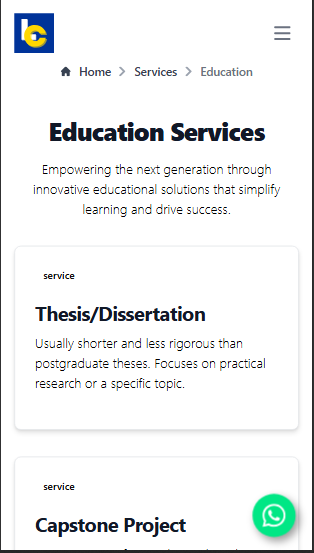 lc
Home > Services > Education
Education Services
Empowering the next generation through
innovative educational solutions that simplify
learning and drive success.
service
Thesis/Dissertation
Usually shorter and less rigorous than
postgraduate theses. Focuses on practical
research or a specific topic.
service
Capstone Project